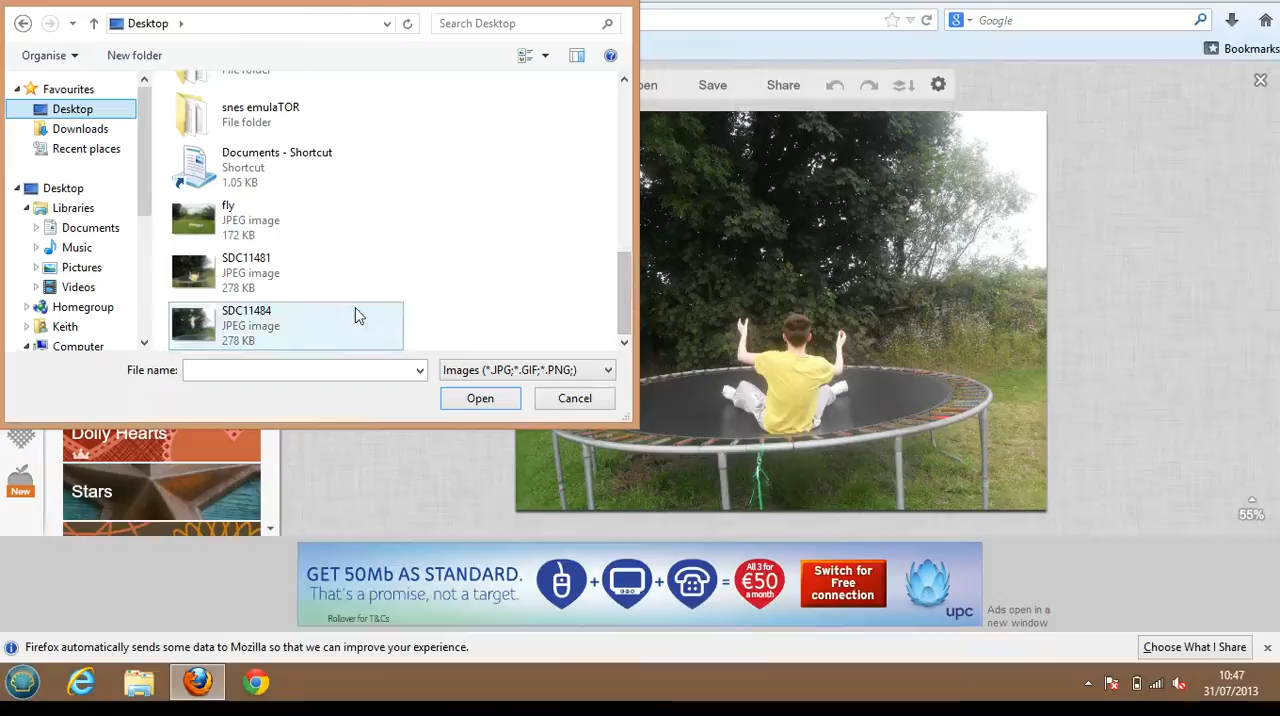 Desktop
Search Desktop
Google
Organise
New folder
Bookmarks
Save
Share
Favourites
Desktop
Downloads
Recent places
Desktop
Libraries
Documents
Music
Pictures
Videos
Homegroup
Keith
Computer
File folder
snes emulaTOR
File folder
Documents - Shortcut
Shortcut
1.05 KB
fly
JPEG image
172 KB
SDC11481
JPEG image
278 KB
SDC11484
JPEG image
278 KB
File name:
Images (*.JPG;*.GIF;*.PNG;)
Open
Cancel
Dolly Hearts
New
Stars
55%
GET 50Mb AS STANDARD.
That's a promise, not a target.
Rollover for T&Cs
+ + =
All 3 for
€50
a month
Switch for
Free
connection
upc
Ads open in a
new window
Firefox automatically sends some data to Mozilla so that we can improve your experience.
Choose What I Share
10:47
31/07/2013